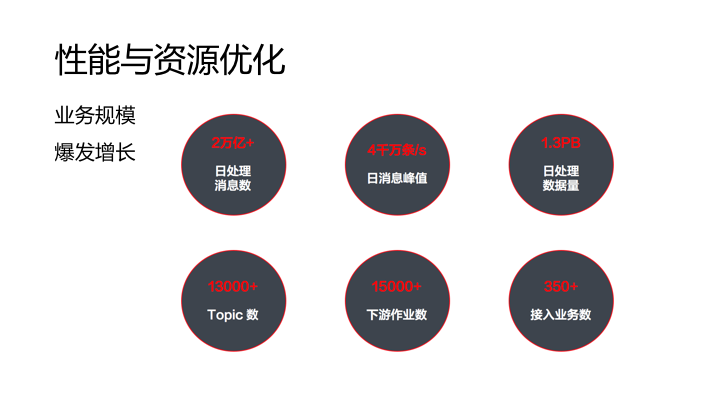 性能与资源优化
业务规模
爆发增长
2万亿+
日处理
消息数
4千万条/s
日消息峰值
1.3PB
日处理
数据量
13000+
Topic 数
15000+
下游作业数
350+
接入业务数